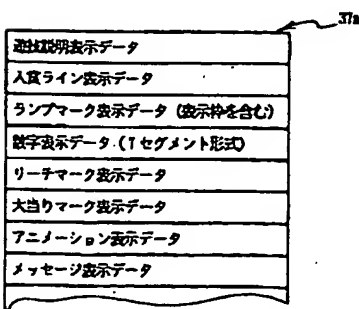 37a
遊技説明表示データ
入賞ライン表示データ
ランプマーク表示データ (表示枠を含む)
数字表示データ.(7セグメント形式)
リーチマーク表示データ
大当りマーク表示データ
アニメーション表示データ
メッセージ表示データ